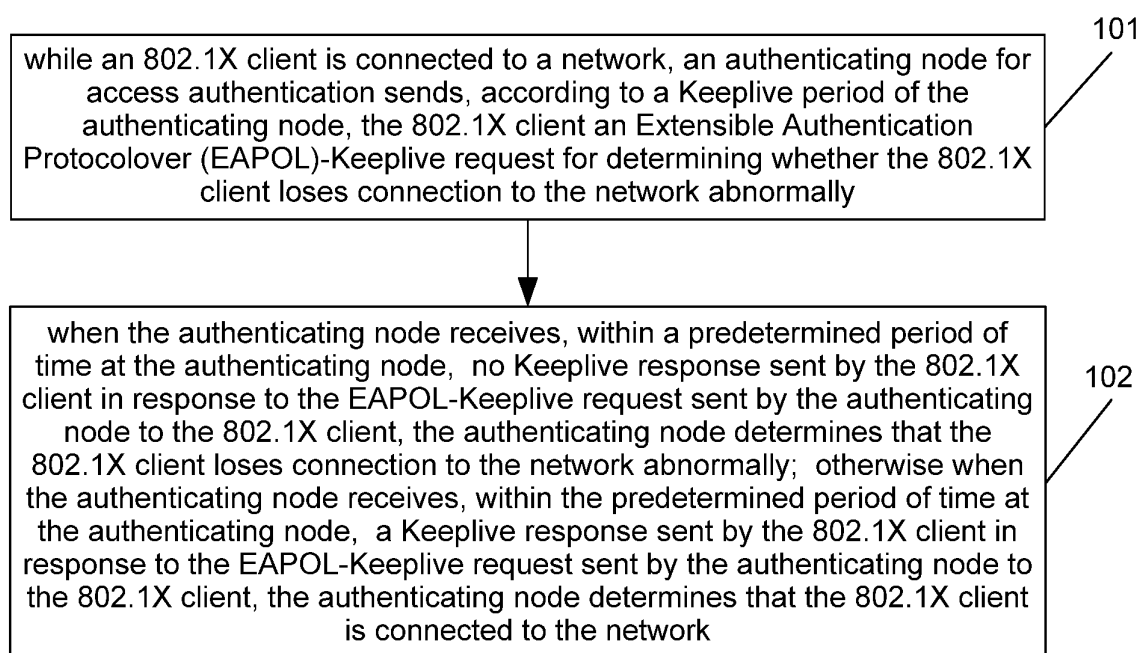 101
while an 802.1X client is connected to a network, an authenticating node for
access authentication sends, according to a Keeplive period of the
authenticating node, the 802.1X client an Extensible Authentication
Protocolover (EAPOL)-Keeplive request for determining whether the 802.1X
client loses connection to the network abnormally
when the authenticating node receives, within a predetermined period of
time at the authenticating node, no Keeplive response sent by the 802.1X
client in response to the EAPOL-Keeplive request sent by the authenticating
node to the 802.1X client, the authenticating node determines that the
802.1X client loses connection to the network abnormally; otherwise when
the authenticating node receives, within the predetermined period of time at
the authenticating node, a Keeplive response sent by the 802.1X client in
response to the EAPOL-Keeplive request sent by the authenticating node to
the 802.1X client, the authenticating node determines that the 802.1X client
is connected to the network
102